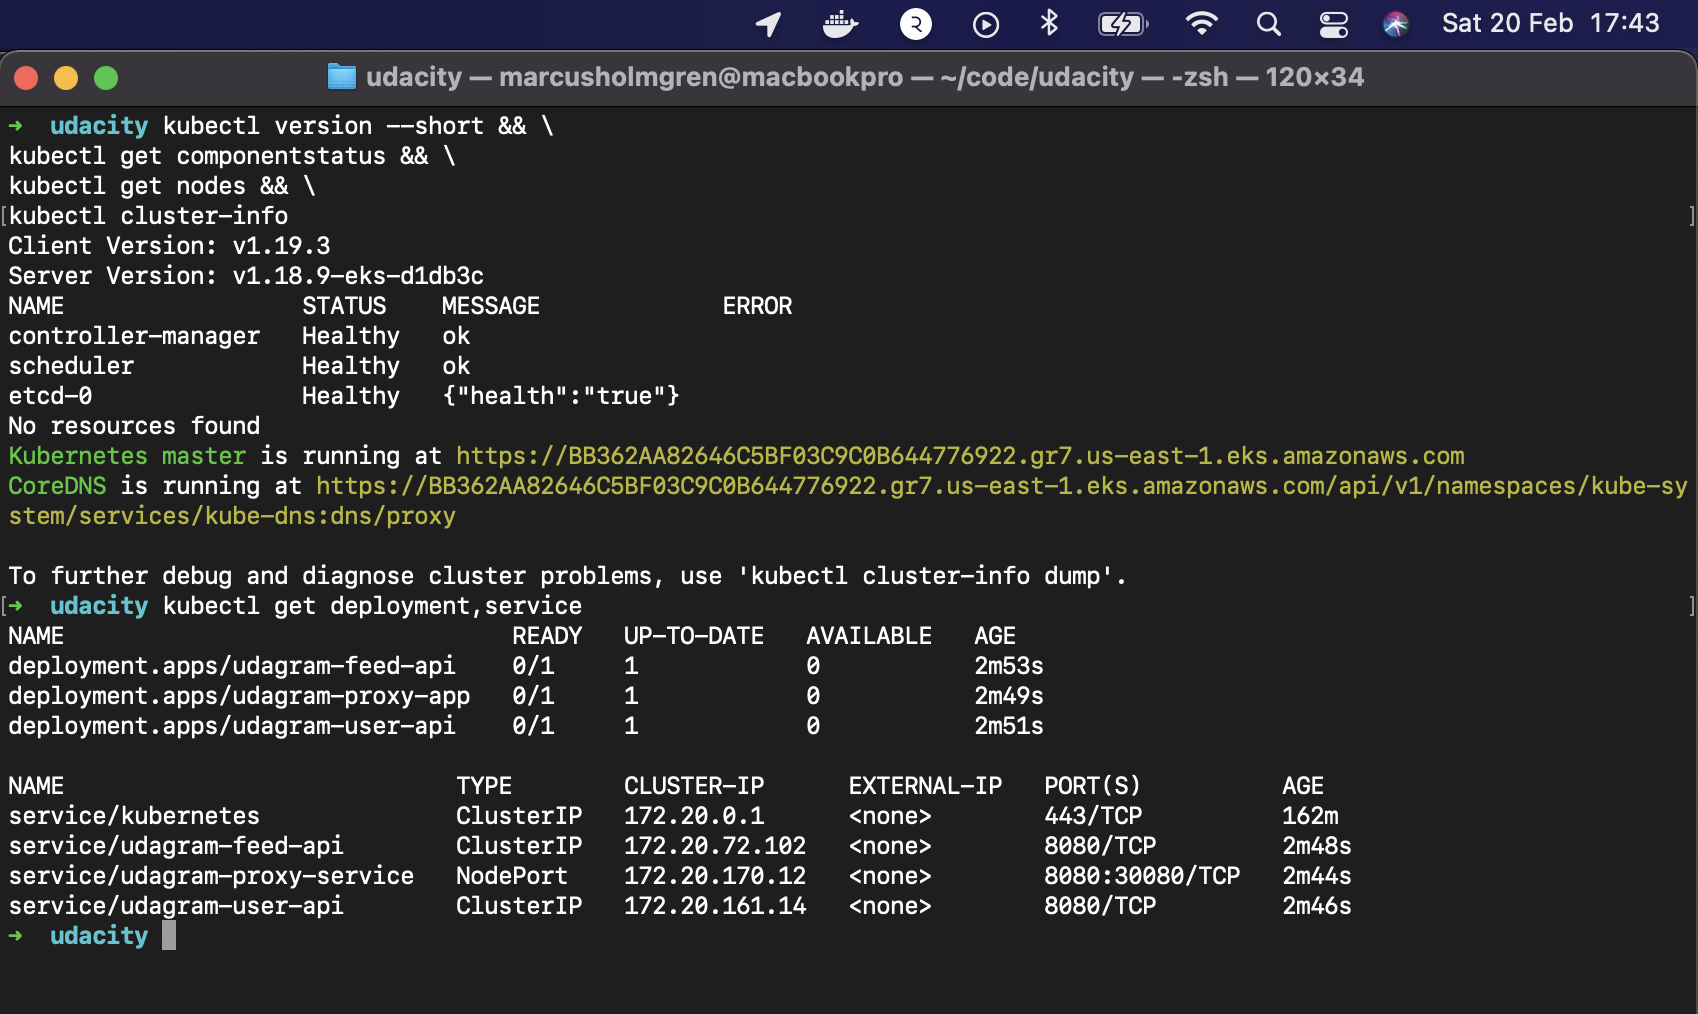 Sat 20 Feb 17:43
udacity — marcusholmgren@macbookpro — ~/code/udacity — -zsh — 120×34
➜ udacity kubectl version --short && \
kubectl get componentstatus && \
kubectl get nodes && \
[kubectl cluster-info ]
Client Version: v1.19.3
Server Version: v1.18.9-eks-d1db3c
NAME STATUS MESSAGE ERROR
controller-manager Healthy ok
scheduler Healthy ok
etcd-0 Healthy {"health":"true"}
No resources found
Kubernetes master is running at https://BB362AA82646C5BF03C9C0B644776922.gr7.us-east-1.eks.amazonaws.com
CoreDNS is running at https://BB362AA82646C5BF03C9C0B644776922.gr7.us-east-1.eks.amazonaws.com/api/v1/namespaces/kube-sy
stem/services/kube-dns:dns/proxy
To further debug and diagnose cluster problems, use 'kubectl cluster-info dump'.
[➜ udacity kubectl get deployment,service ]
NAME READY UP-TO-DATE AVAILABLE AGE
deployment.apps/udagram-feed-api 0/1 1 0 2m53s
deployment.apps/udagram-proxy-app 0/1 1 0 2m49s
deployment.apps/udagram-user-api 0/1 1 0 2m51s
NAME TYPE CLUSTER-IP EXTERNAL-IP PORT(S) AGE
service/kubernetes ClusterIP 172.20.0.1 <none> 443/TCP 162m
service/udagram-feed-api ClusterIP 172.20.72.102 <none> 8080/TCP 2m48s
service/udagram-proxy-service NodePort 172.20.170.12 <none> 8080:30080/TCP 2m44s
service/udagram-user-api ClusterIP 172.20.161.14 <none> 8080/TCP 2m46s
➜ udacity